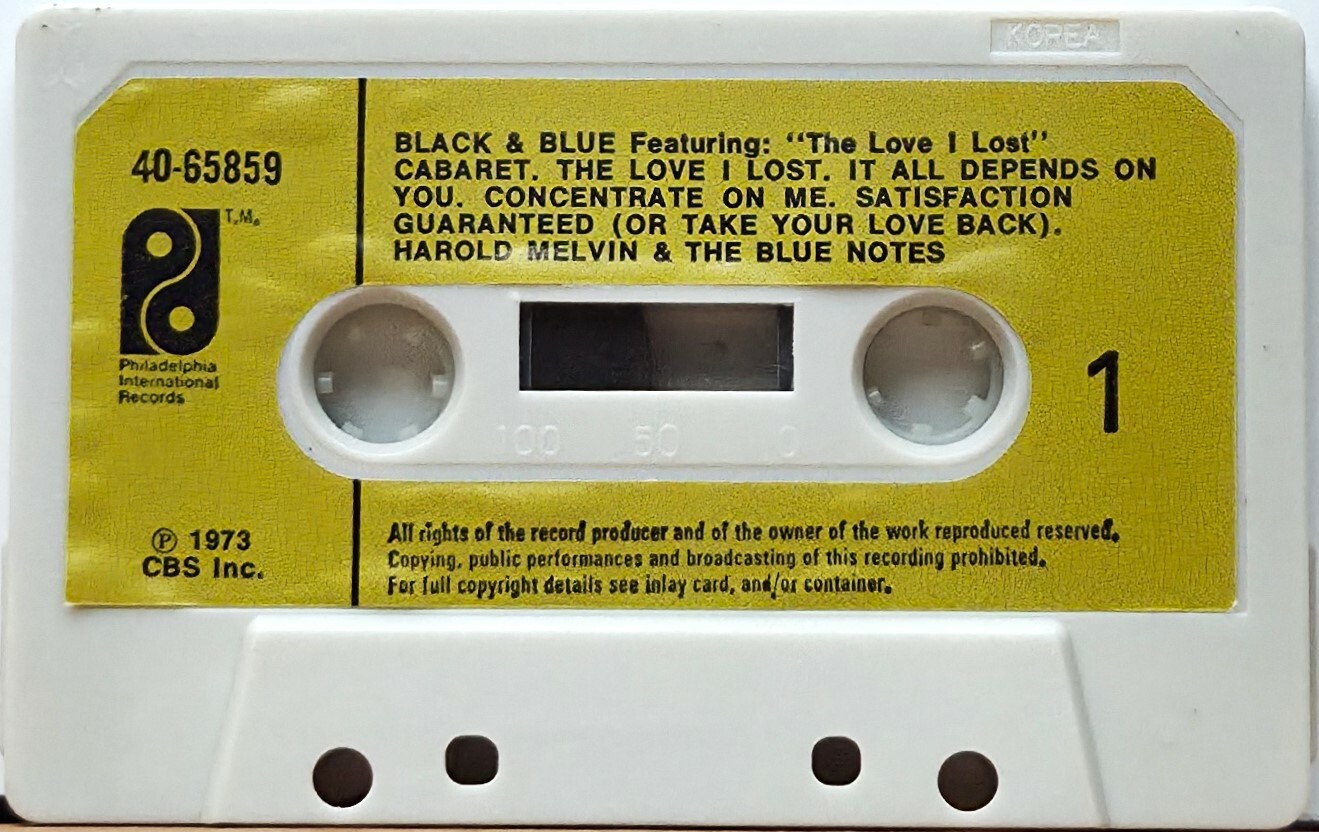 KOREA
40-65859
T.M.
Philadelphia
International
Records
BLACK & BLUE Featuring: "The Love I Lost"
CABARET. THE LOVE I LOST. IT ALL DEPENDS ON
YOU. CONCENTRATE ON ME. SATISFACTION
GUARANTEED (OR TAKE YOUR LOVE BACK).
HAROLD MELVIN & THE BLUE NOTES
100 50 0
1
℗ 1973
CBS Inc.
All rights of the record producer and of the owner of the work reproduced reserved.
Copying, public performances and broadcasting of this recording prohibited.
For full copyright details see inlay card, and/or container.